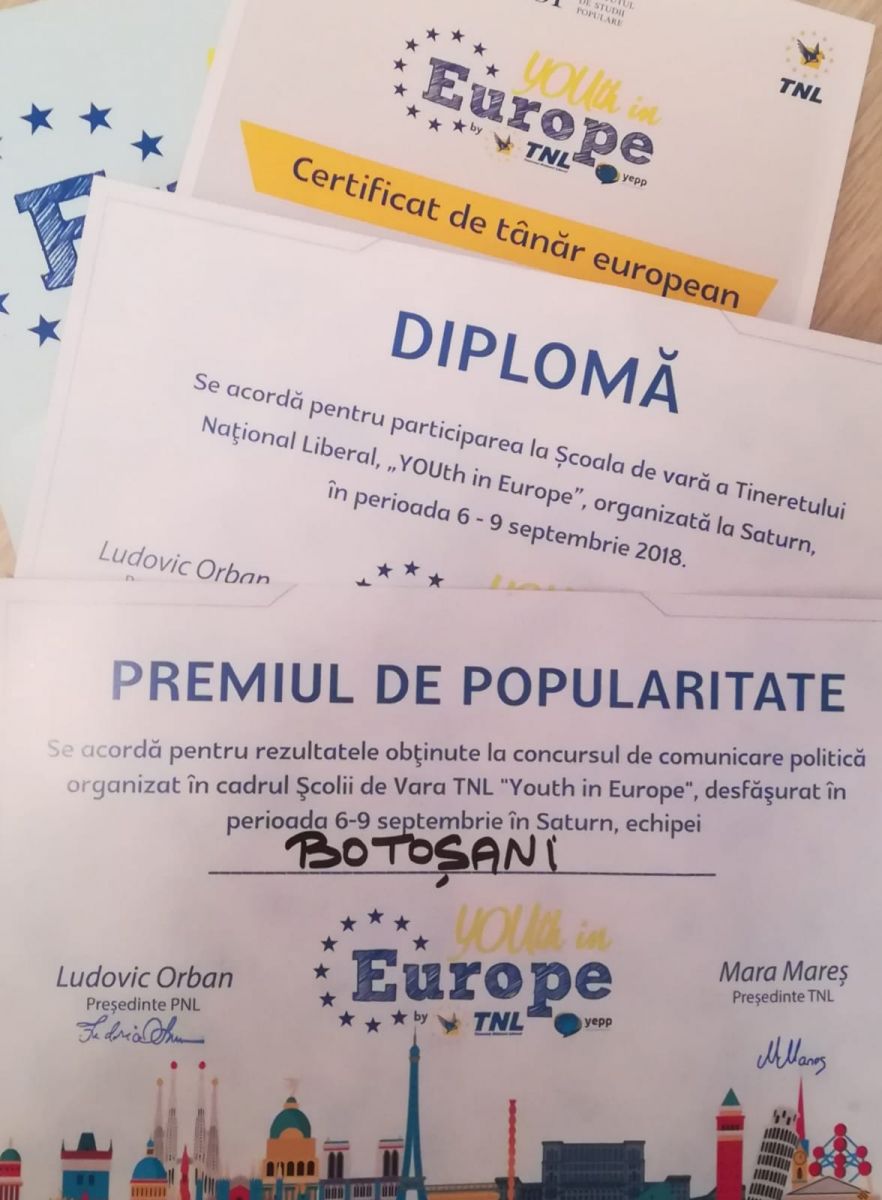 DE STUDII
POPULARE
YOUth in
Europe
by TNL yepp
TNL
Certificat de tânăr european
DIPLOMĂ
Se acordă pentru participarea la Școala de vară a Tineretului
Naţional Liberal, „YOUth in Europe”, organizată la Saturn,
în perioada 6 - 9 septembrie 2018.
Ludovic Orban
PREMIUL DE POPULARITATE
Se acordă pentru rezultatele obţinute la concursul de comunicare politică
organizat în cadrul Şcolii de Vara TNL "Youth in Europe", desfăşurat în
perioada 6-9 septembrie în Saturn, echipei
BOTOȘANI
YOUth in
Europe
by TNL yepp
Ludovic Orban
Președinte PNL
Mara Mareș
Președinte TNL